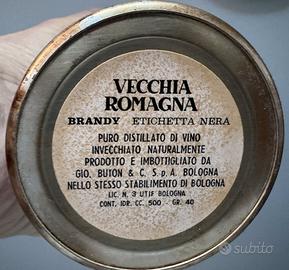 VECCHIA
ROMAGNA
BRANDY ETICHETTA NERA
PURO DISTILLATO DI VINO
INVECCHIATO NATURALMENTE
PRODOTTO E IMBOTTIGLIATO DA
GIO. BUTON & C. S.p.A. BOLOGNA
NELLO STESSO STABILIMENTO DI BOLOGNA
LIC. N. 3 UTIF BOLOGNA
CONT. IDR. CC. 500 - GR. 40
subito